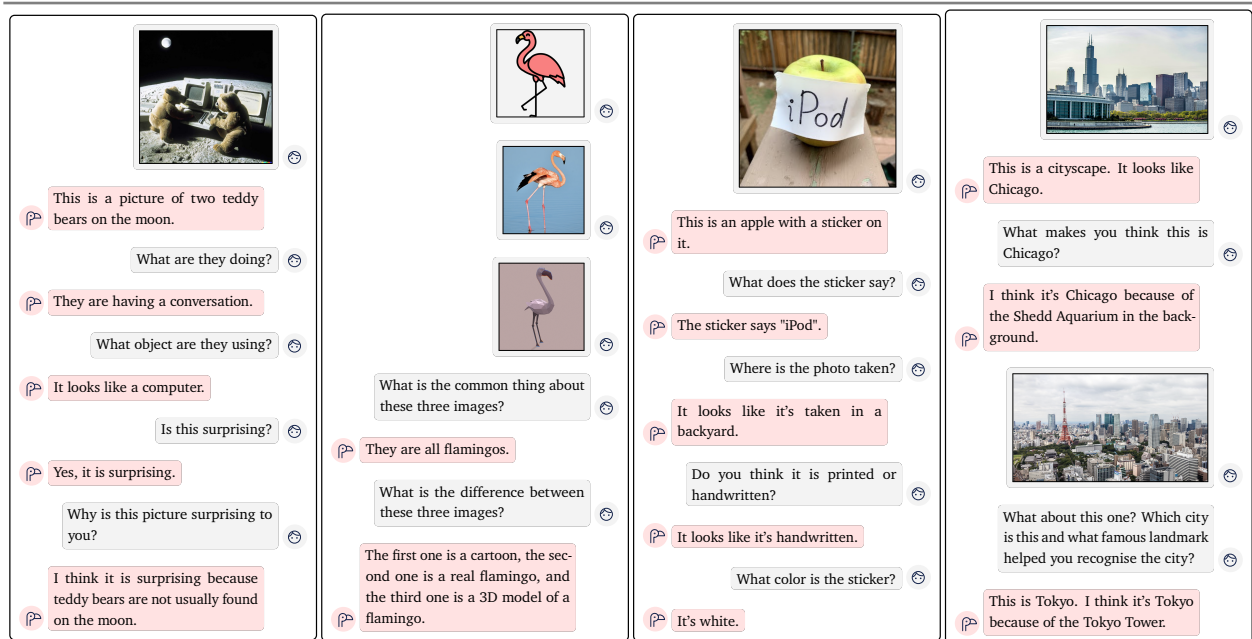 This is a picture of two teddy
bears on the moon.
What are they doing?
They are having a conversation.
What object are they using?
It looks like a computer.
Is this surprising?
Yes, it is surprising.
Why is this picture surprising to
you?
I think it is surprising because
teddy bears are not usually found
on the moon.
What is the common thing about
these three images?
They are all flamingos.
What is the difference between
these three images?
The first one is a cartoon, the sec-
ond one is a real flamingo, and
the third one is a 3D model of a
flamingo.
iPod
This is an apple with a sticker on
it.
What does the sticker say?
The sticker says "iPod".
Where is the photo taken?
It looks like it's taken in a
backyard.
Do you think it is printed or
handwritten?
It looks like it's handwritten.
What color is the sticker?
It's white.
This is a cityscape. It looks like
Chicago.
What makes you think this is
Chicago?
I think it's Chicago because of
the Shedd Aquarium in the back-
ground.
What about this one? Which city
is this and what famous landmark
helped you recognise the city?
This is Tokyo. I think it's Tokyo
because of the Tokyo Tower.